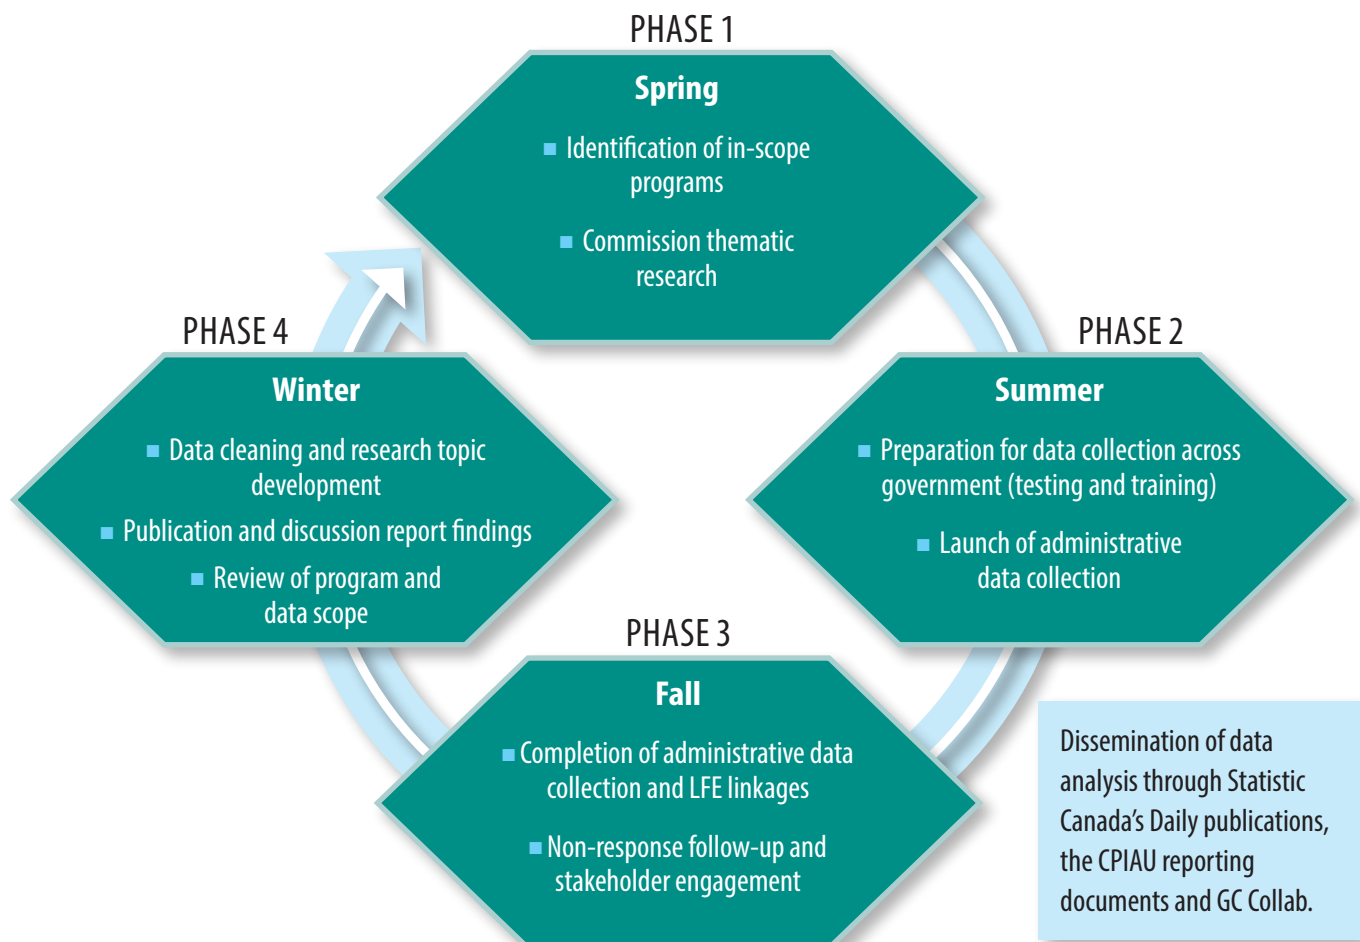 PHASE 1
Spring
■ Identification of in-scope
programs
■ Commission thematic
research
PHASE 2
Summer
■ Preparation for data collection across
government (testing and training)
■ Launch of administrative
data collection
PHASE 3
Fall
■ Completion of administrative data
collection and LFE linkages
■ Non-response follow-up and
stakeholder engagement
PHASE 4
Winter
■ Data cleaning and research topic
development
■ Publication and discussion report findings
■ Review of program and
data scope
Dissemination of data
analysis through Statistic
Canada’s Daily publications,
the CPIAU reporting
documents and GC Collab.